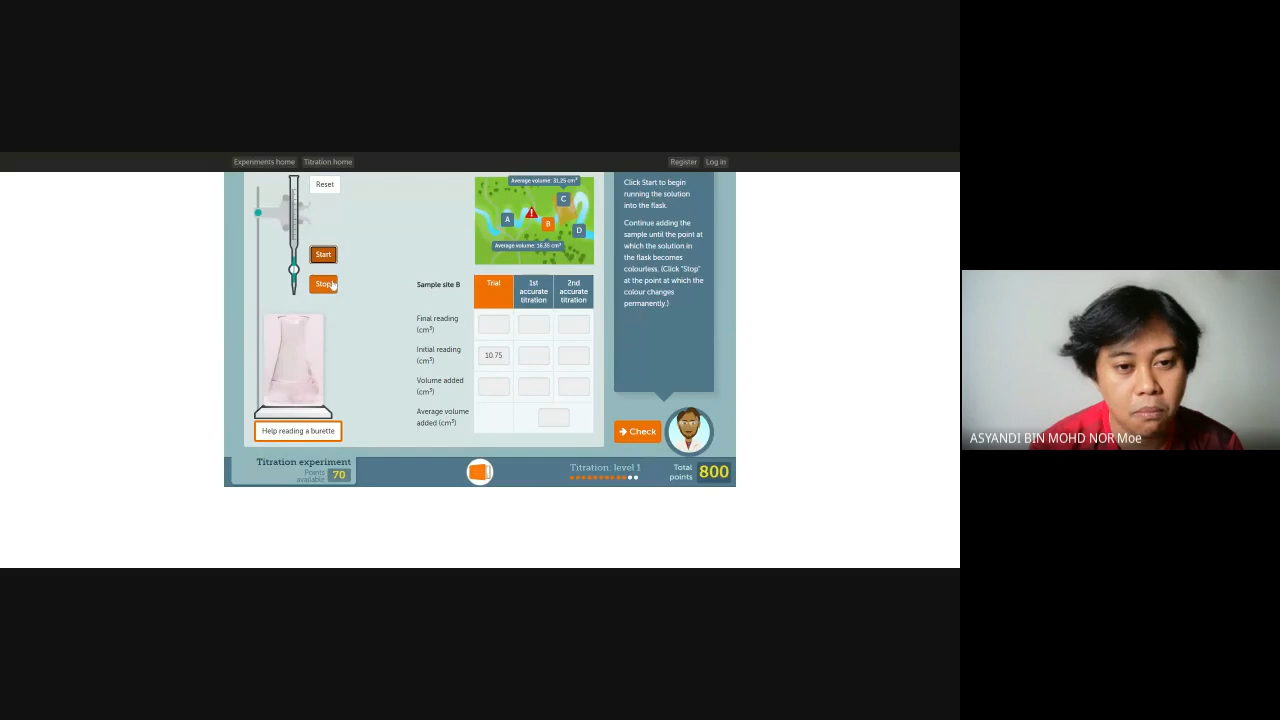 Experiments home
Titration home
Register
Log in
Reset
Start
Stop
Help reading a burette
Average volume: 31.25 cm³
A
B
C
D
Average volume: 16.35 cm³
Sample site B
Trial
1st
accurate
titration
2nd
accurate
titration
Final reading
(cm³)
Initial reading
(cm³)
10.75
Volume added
(cm³)
Average volume
added (cm³)
Click Start to begin
running the solution
into the flask.
Continue adding the
sample until the point at
which the solution in
the flask becomes
colourless. (Click "Stop"
at the point at which the
colour changes
permanently.)
Check
Titration experiment
Points
available
70
Titration: level 1
Total
points
800
ASYANDI BIN MOHD NOR Moe